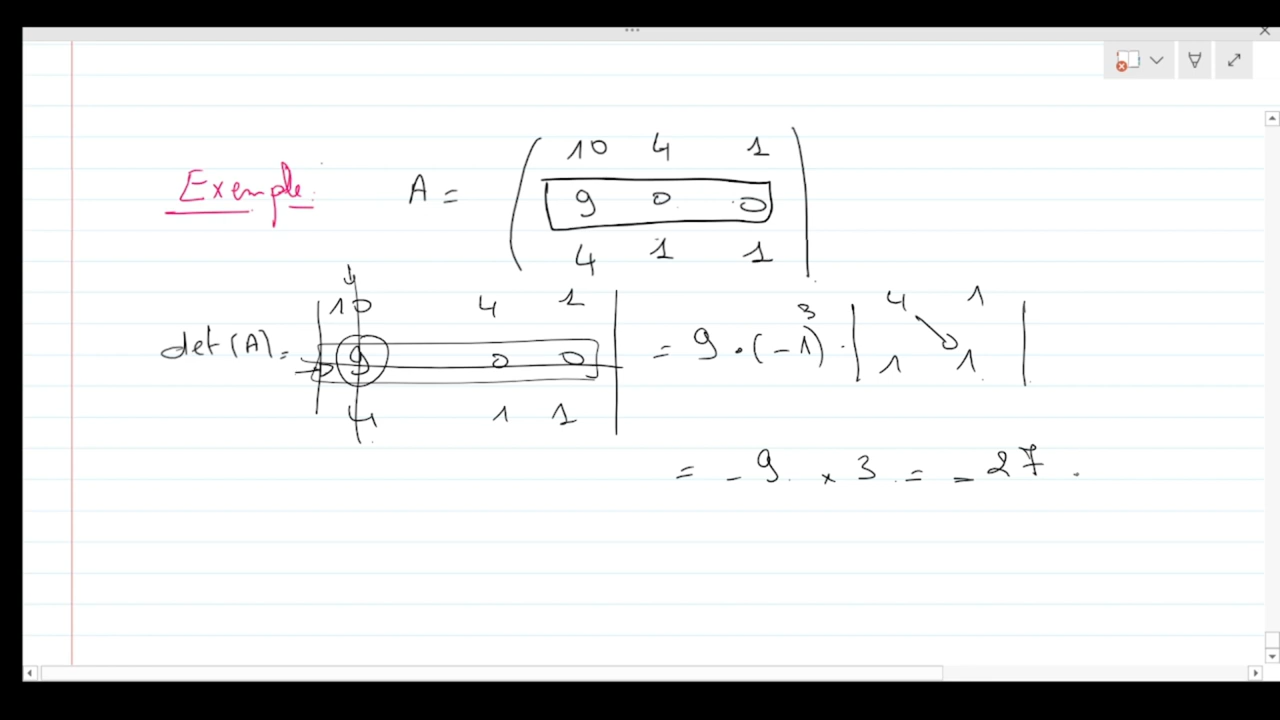 10 4 1
Exemple: A = ( 9 0 0 )
4 1 1
10 4 1 4 1
det(A) = | 9 0 0 | = 9 • (-1)³ • | |
4 1 1 1 1
= -9 × 3 = -27.